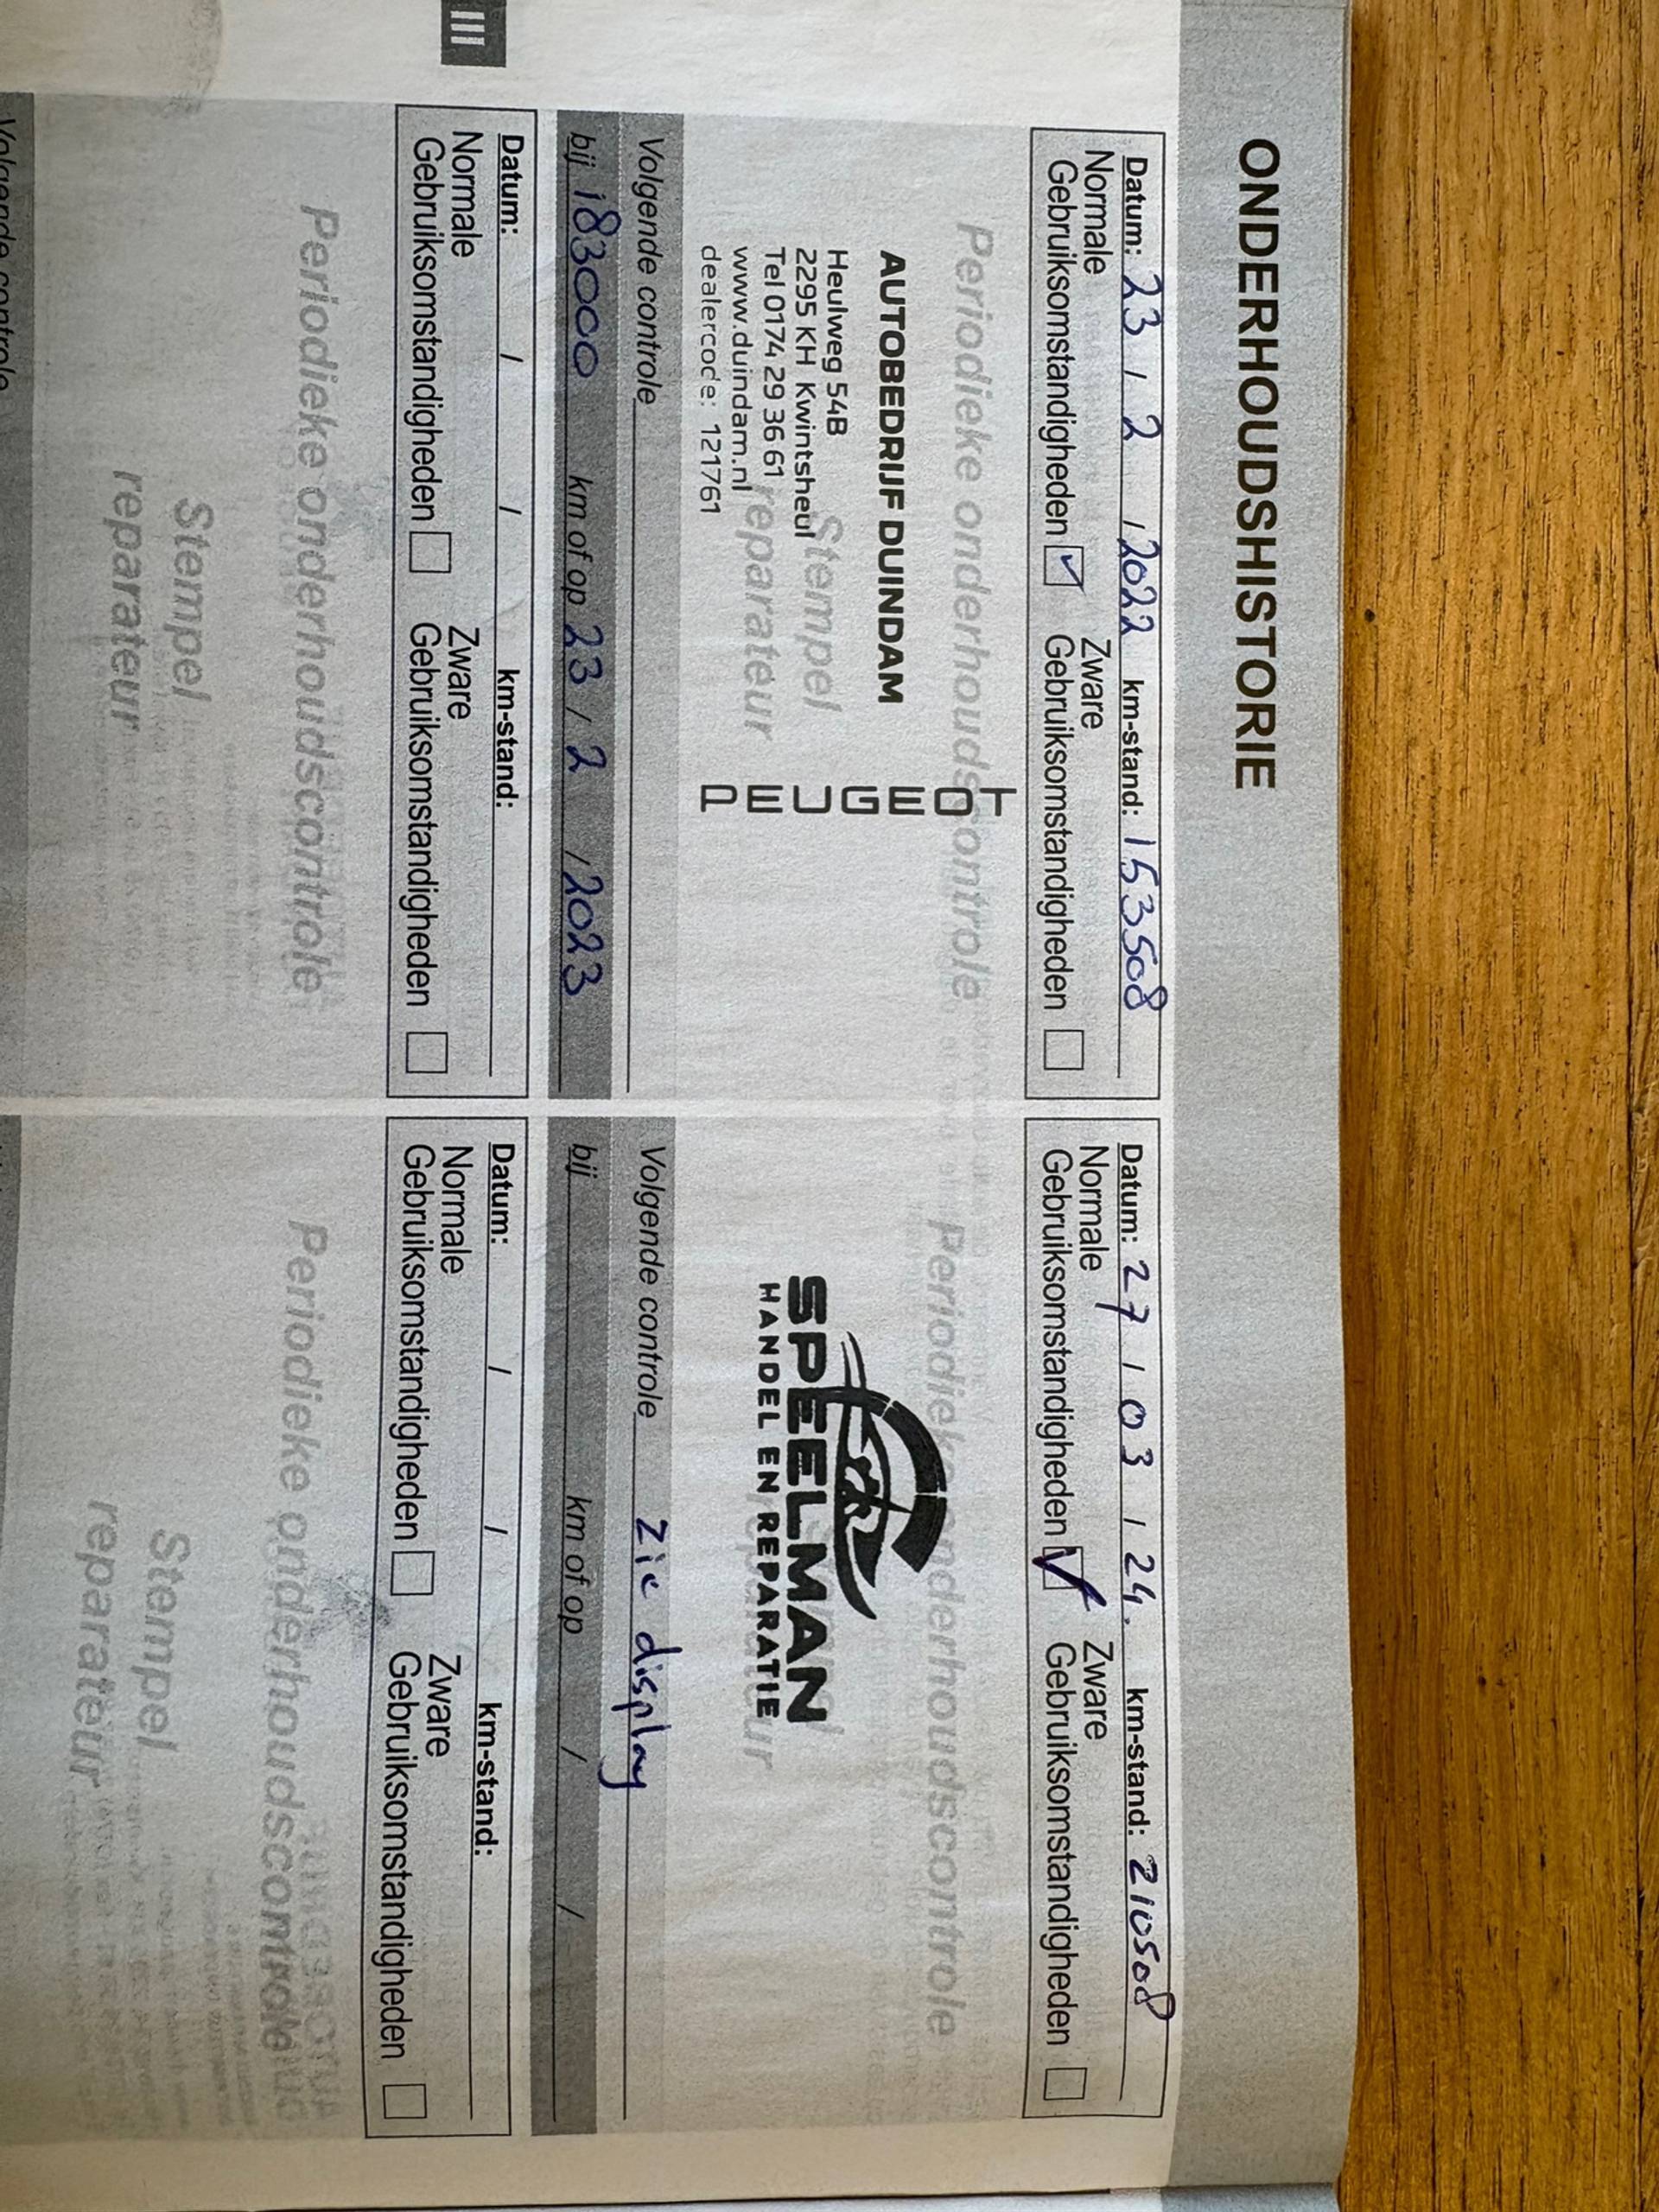 ONDERHOUDSHISTORIE
Datum: 23 / 2 / 2022 km-stand: 153508
Normale Zware
Gebruiksomstandigheden ✓ Gebruiksomstandigheden
Periodieke onderhoudscontrole
AUTOBEDRIJF DUINDAM
Heulweg 54B
2295 KH Kwintsheul
Tel 0174 29 36 61
www.duindam.nl
dealercode: 121761
PEUGEOT
Stempel
reparateur
Volgende controle
bij 183000 km of op 23 / 2 / 2023
Datum: 27 / 03 / 24. km-stand: 210508
Normale Zware
Gebruiksomstandigheden ✓ Gebruiksomstandigheden
Periodieke onderhoudscontrole
SPEELMAN
HANDEL EN REPARATIE
Volgende controle Zie display
bij km of op / /
III
Datum: / / km-stand:
Normale Zware
Gebruiksomstandigheden Gebruiksomstandigheden
Periodieke onderhoudscontrole
Stempel
reparateur
Volgende controle
Datum: / / km-stand:
Normale Zware
Gebruiksomstandigheden Gebruiksomstandigheden
Periodieke onderhoudscontrole
Stempel
reparateur